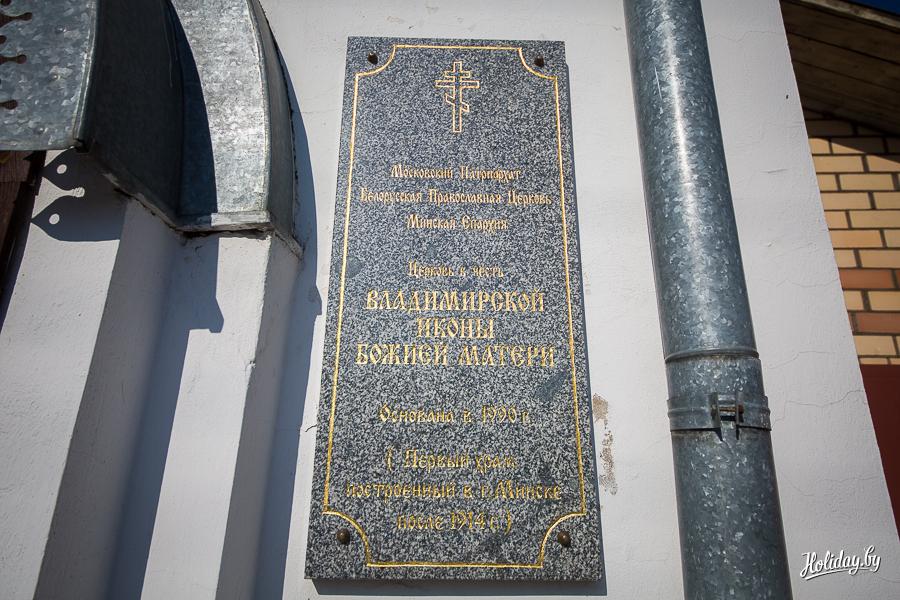 Московский Патриархат
Белорусская Православная Церковь
Минская Епархия
Церковь в честь
ВЛАДИМИРСКОЙ
ИКОНЫ
БОЖИЕЙ МАТЕРИ
Основана в 1990 г.
( Первый храм,
построенный в г. Минске
после 1914 г. )
Holiday.by